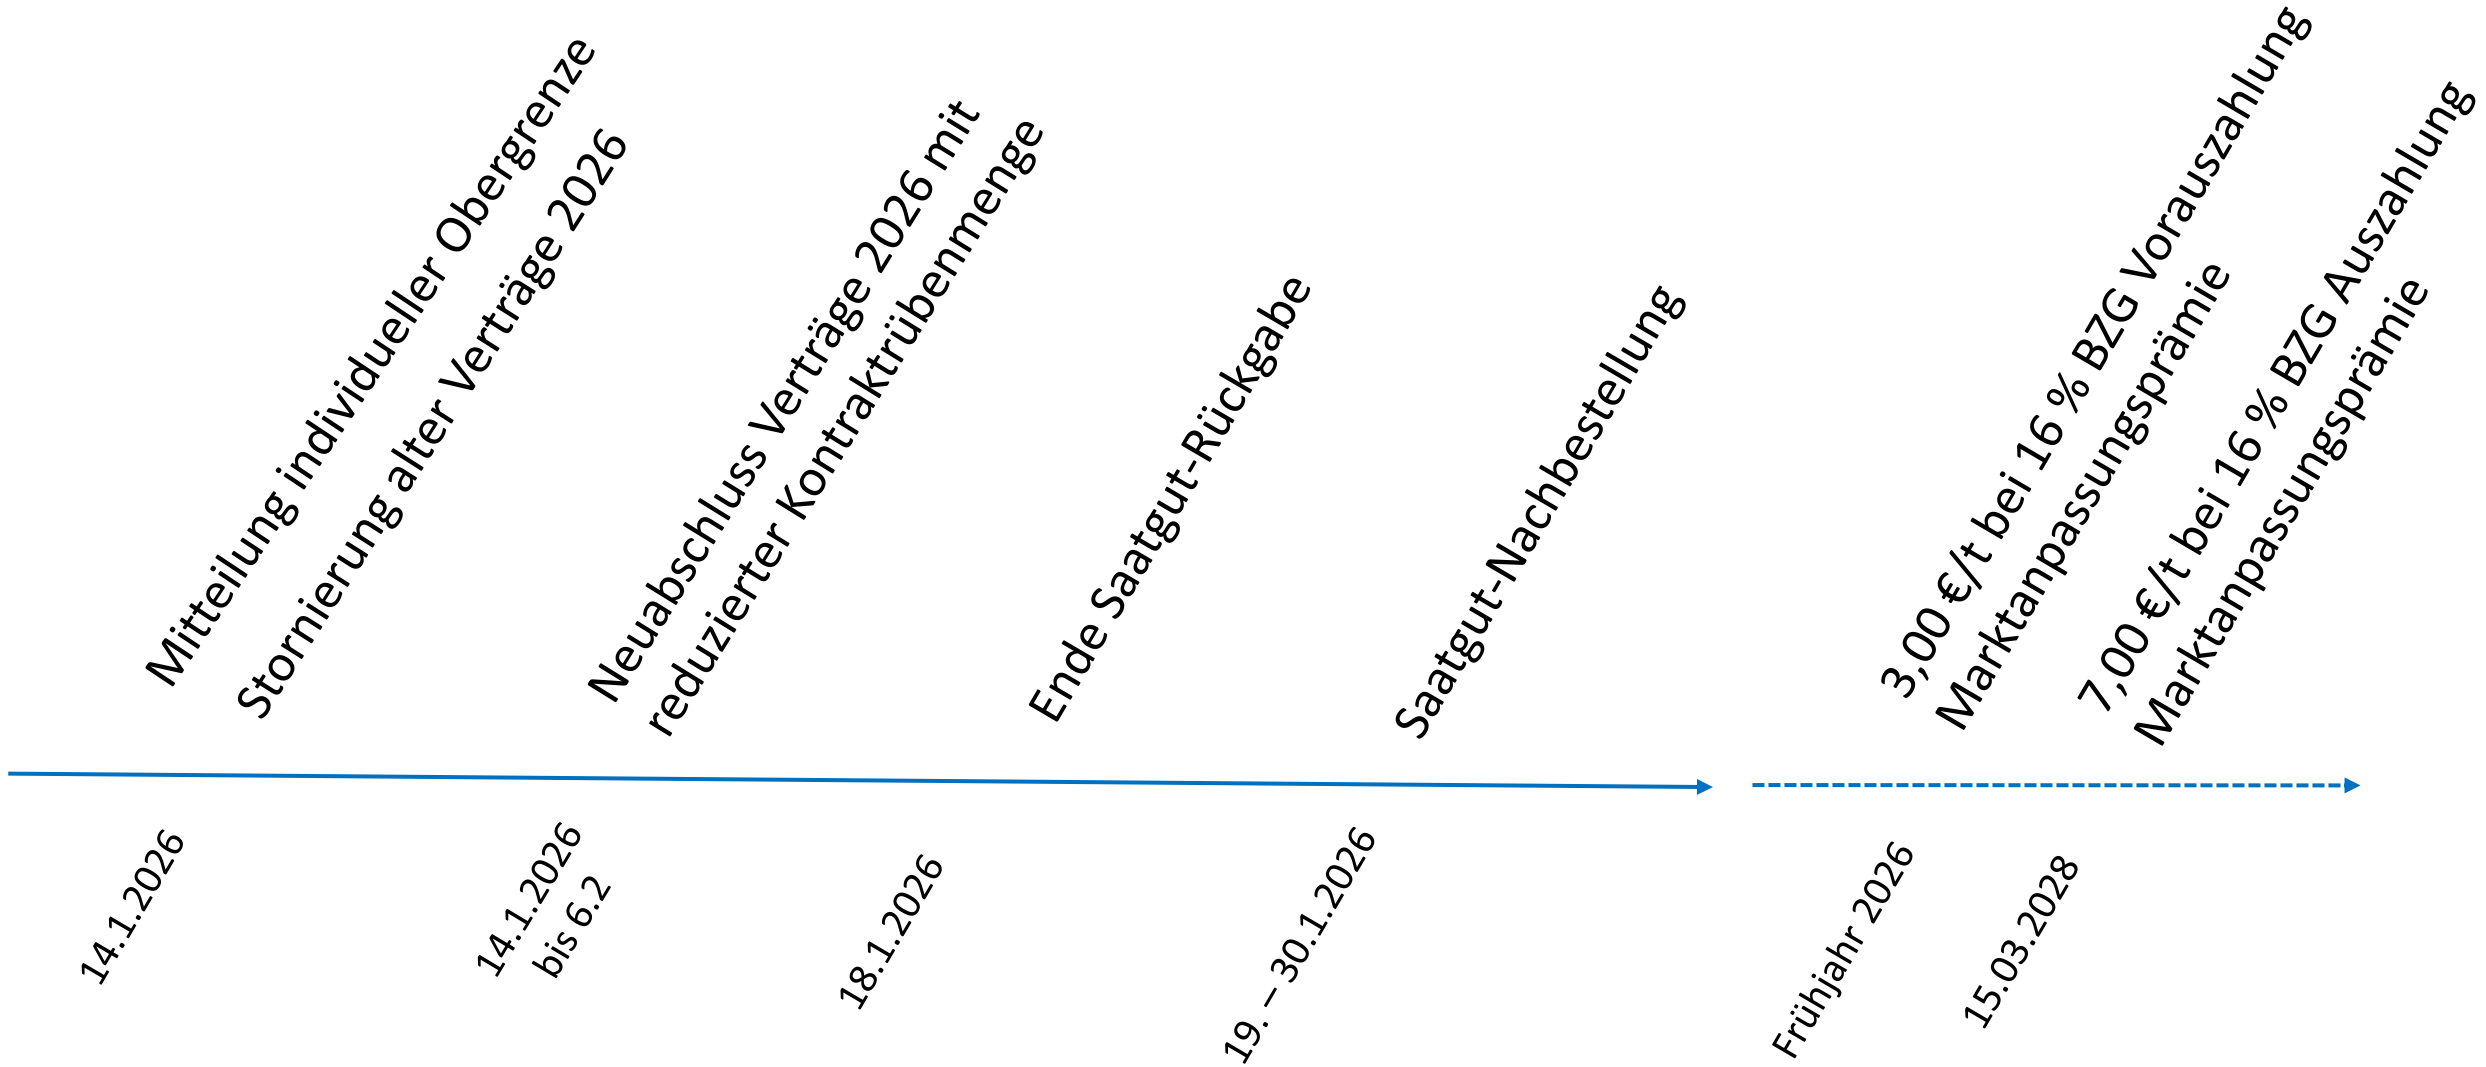 Mitteilung individueller Obergrenze
Stornierung alter Verträge 2026
Neuabschluss Verträge 2026 mit
reduzierter Kontraktrübenmenge
Ende Saatgut-Rückgabe
Saatgut-Nachbestellung
3,00 €/t bei 16 % BZG Vorauszahlung
Marktanpassungsprämie
7,00 €/t bei 16 % BZG Auszahlung
Marktanpassungsprämie
14.1.2026
14.1.2026
bis 6.2
18.1.2026
19. – 30.1.2026
Frühjahr 2026
15.03.2028